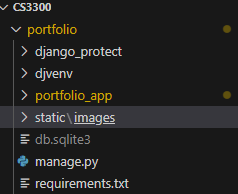 CS3300
portfolio
django_protect
djvenv
portfolio_app
static\images
db.sqlite3
manage.py
requirements.txt